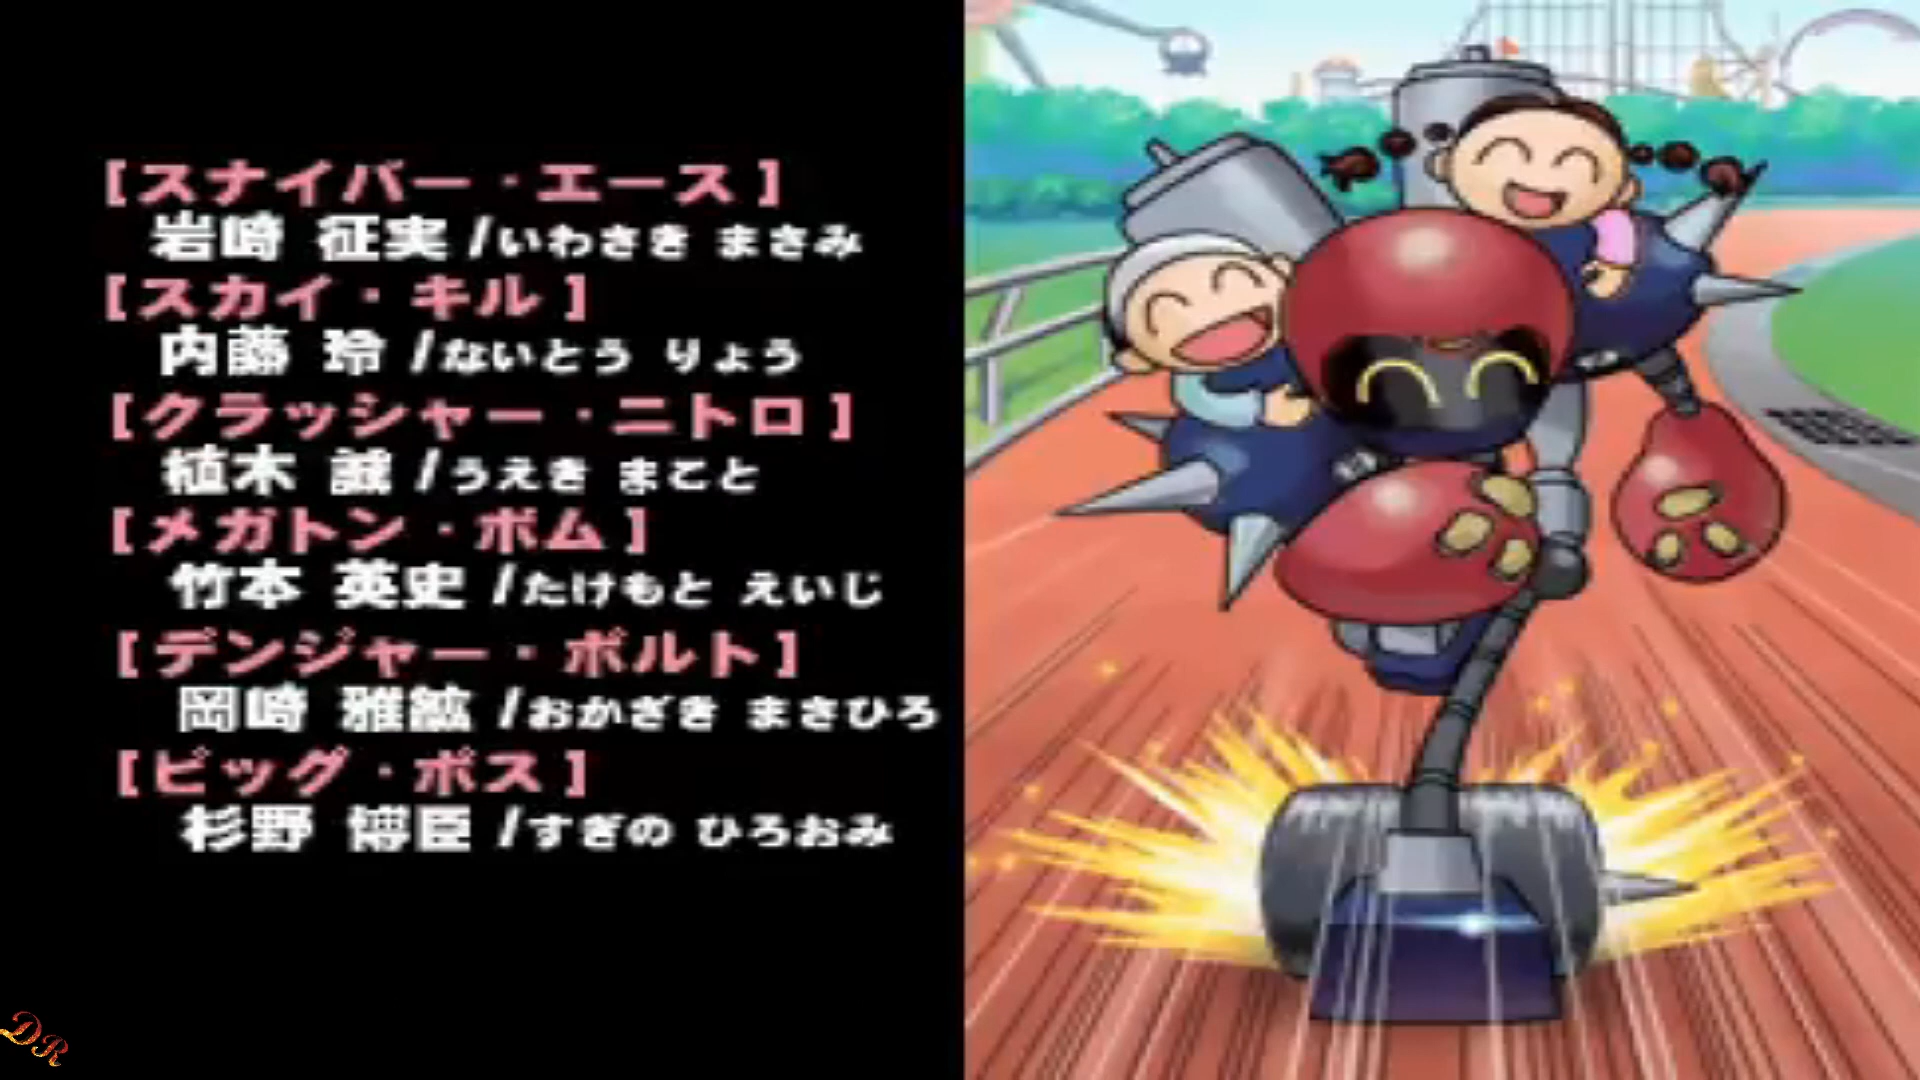 [スナイパー・エース]
岩崎 征実 /いわさき まさみ
[スカイ・キル]
内藤 玲 /ないとう りょう
[クラッシャー・ニトロ]
植木 誠 /うえき まこと
[メガトン・ボム]
竹本 英史 /たけもと えいじ
[デンジャー・ボルト]
岡崎 雅紘 /おかざき まさひろ
[ビッグ・ボス]
杉野 博臣 /すぎの ひろおみ
DR